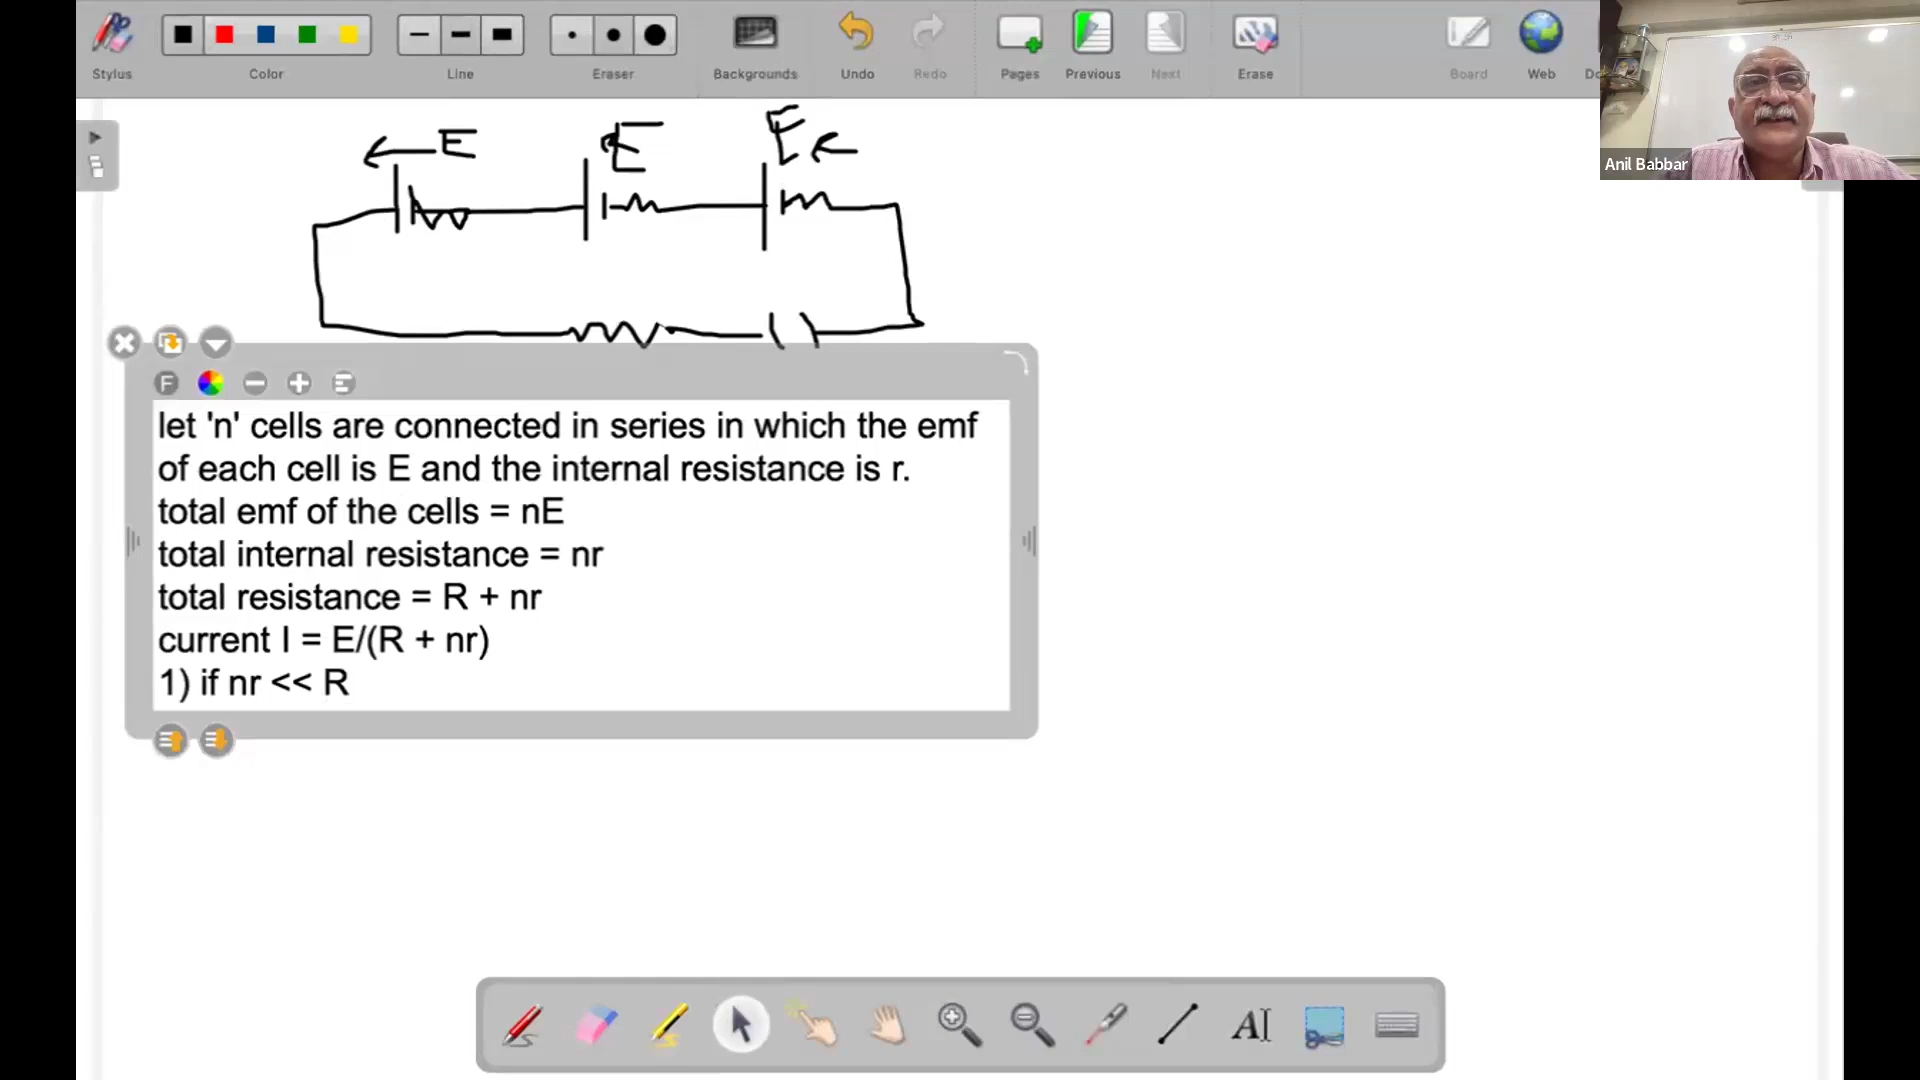 Stylus
Color
Line
Eraser
Backgrounds
Undo
Redo
Pages
Previous
Next
Erase
Board
Web
Anil Babbar
E E E
F
let 'n' cells are connected in series in which the emf
of each cell is E and the internal resistance is r.
total emf of the cells = nE
total internal resistance = nr
total resistance = R + nr
current I = E/(R + nr)
1) if nr << R
AI